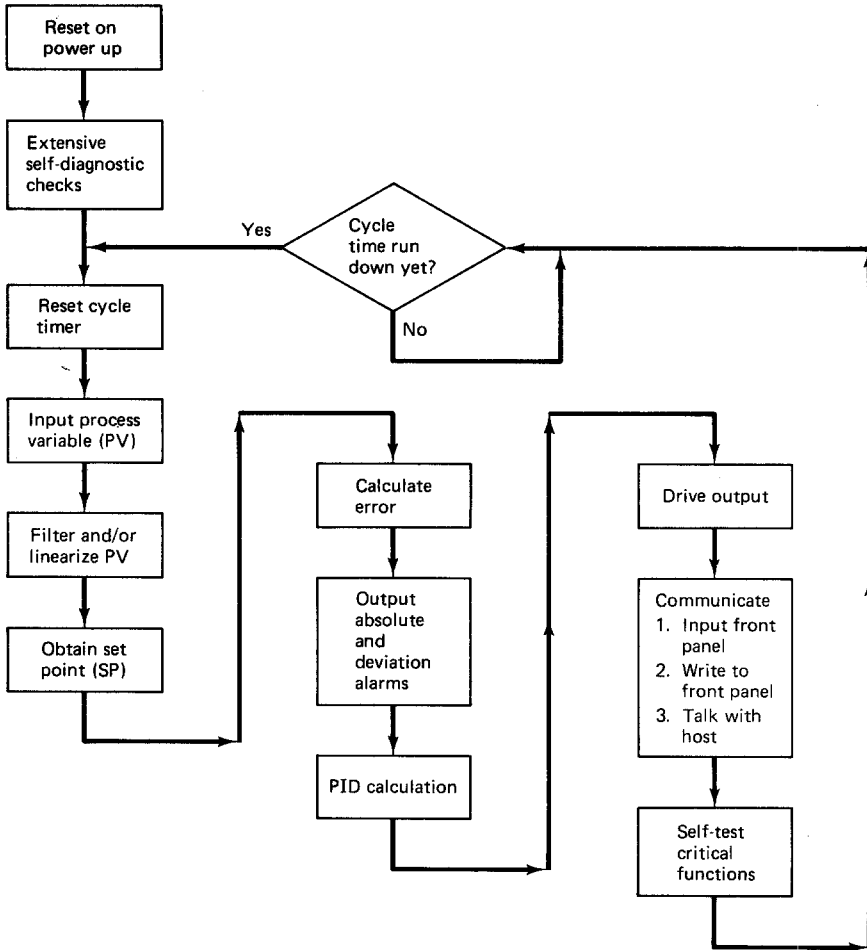 Reset on
power up
Extensive
self-diagnostic
checks
Yes
Cycle
time run
down yet?
No
Reset cycle
timer
Input process
variable (PV)
Filter and/or
linearize PV
Obtain set
point (SP)
Calculate
error
Output
absolute
and
deviation
alarms
PID calculation
Drive output
Communicate
1. Input front
panel
2. Write to
front panel
3. Talk with
host
Self-test
critical
functions